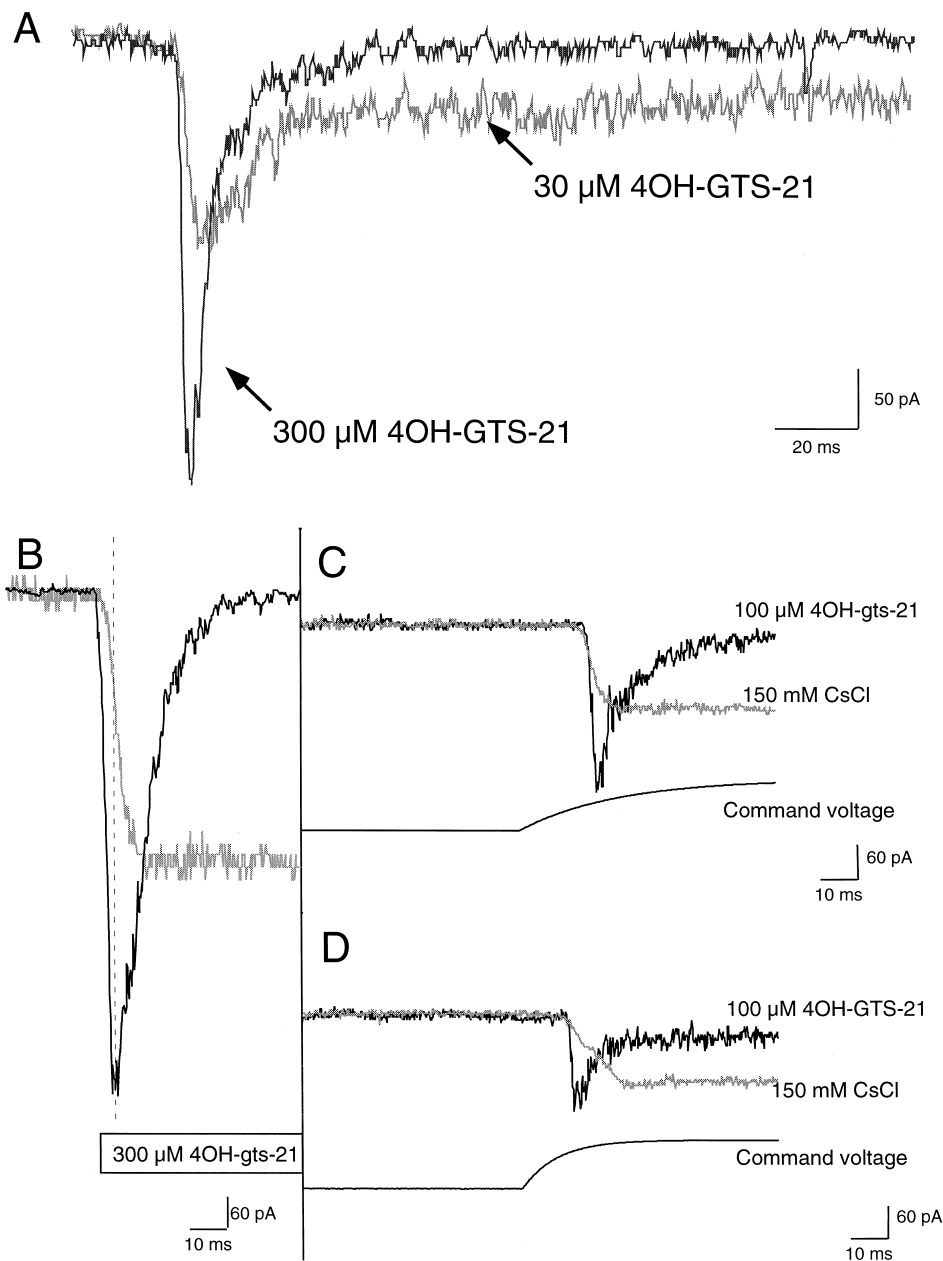 A
30 µM 4OH-GTS-21
300 µM 4OH-GTS-21
50 pA
20 ms
B
C
100 µM 4OH-gts-21
150 mM CsCl
Command voltage
60 pA
10 ms
D
100 µM 4OH-GTS-21
150 mM CsCl
300 µM 4OH-gts-21
Command voltage
60 pA
10 ms
60 pA
10 ms